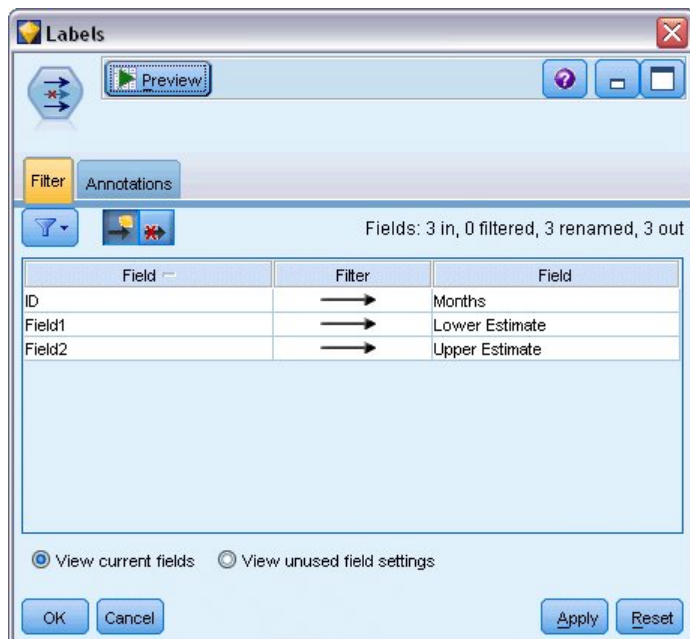 Labels
Preview
Filter Annotations
Fields: 3 in, 0 filtered, 3 renamed, 3 out
Field Filter Field
ID Months
Field1 Lower Estimate
Field2 Upper Estimate
View current fields View unused field settings
OK Cancel Apply Reset